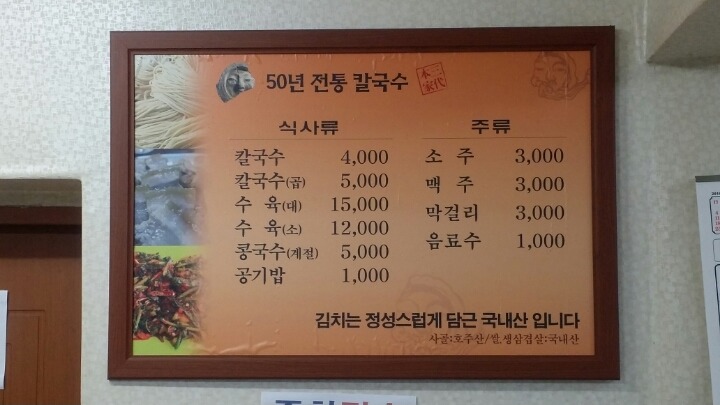 50년 전통 칼국수
三代
本家
식사류
칼국수 4,000
칼국수(곱) 5,000
수 육(대) 15,000
수 육(소) 12,000
콩국수(계절) 5,000
공기밥 1,000
주류
소 주 3,000
맥 주 3,000
막걸리 3,000
음료수 1,000
김치는 정성스럽게 담근 국내산 입니다
사골:호주산/쌀,생삼겹살:국내산